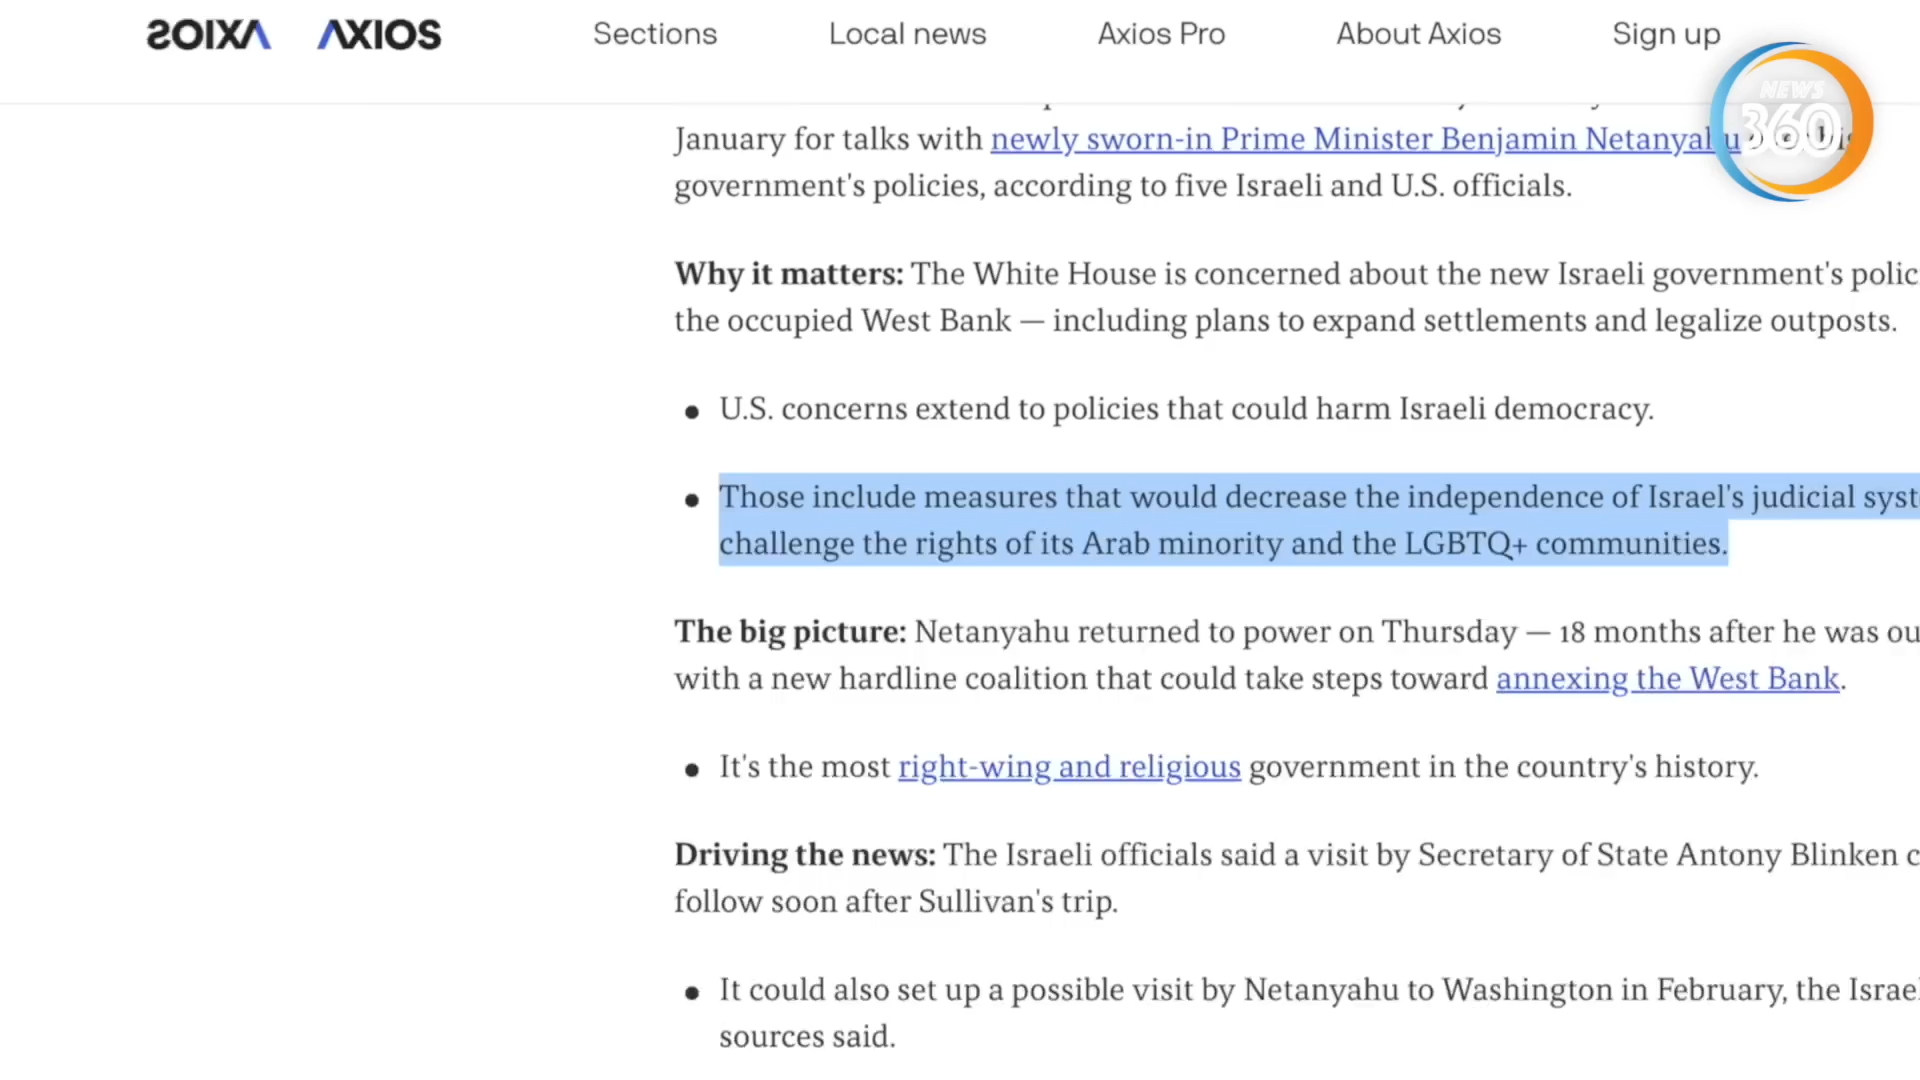 AXIOS AXIOS Sections Local news Axios Pro About Axios Sign up
NEWS
360
January for talks with newly sworn-in Prime Minister Benjamin Netanyahu
government's policies, according to five Israeli and U.S. officials.
Why it matters: The White House is concerned about the new Israeli government's polic
the occupied West Bank — including plans to expand settlements and legalize outposts.
• U.S. concerns extend to policies that could harm Israeli democracy.
• Those include measures that would decrease the independence of Israel's judicial syst
challenge the rights of its Arab minority and the LGBTQ+ communities.
The big picture: Netanyahu returned to power on Thursday — 18 months after he was ou
with a new hardline coalition that could take steps toward annexing the West Bank.
• It's the most right-wing and religious government in the country's history.
Driving the news: The Israeli officials said a visit by Secretary of State Antony Blinken c
follow soon after Sullivan's trip.
• It could also set up a possible visit by Netanyahu to Washington in February, the Israel
sources said.